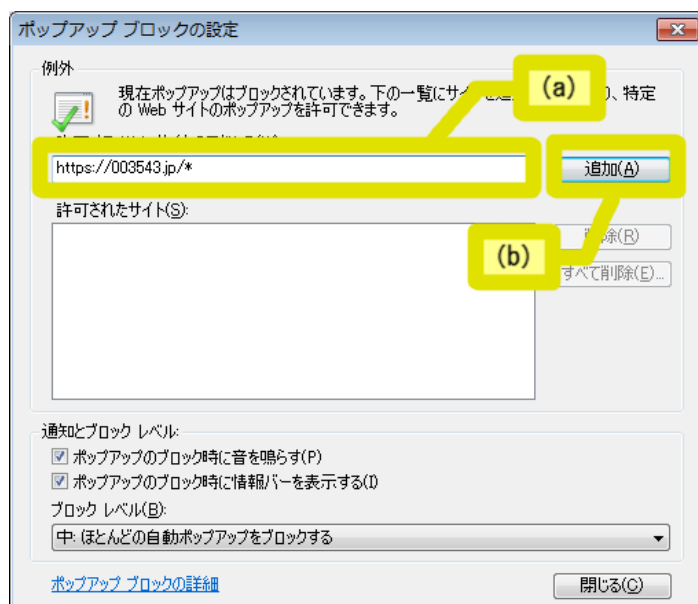 ポップアップ ブロックの設定
例外
現在ポップアップはブロックされています。下の一覧にサイ
、特定
の Web サイトのポップアップを許可できます。
(a)
https://003543.jp/*
追加(A)
許可されたサイト(S):
除(R)
(b)
すべて削除(E)...
通知とブロック レベル:
ポップアップのブロック時に音を鳴らす(P)
ポップアップのブロック時に情報バーを表示する(I)
ブロック レベル(B):
中: ほとんどの自動ポップアップをブロックする
ポップアップ ブロックの詳細
閉じる(C)